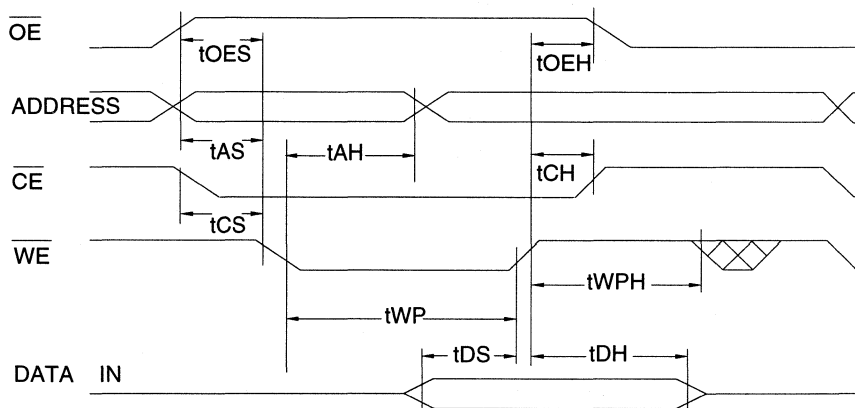 OE
tOES
tOEH
ADDRESS
tAS
tAH
tCH
CE
tCS
WE
tWPH
tWP
tDS
tDH
DATA IN